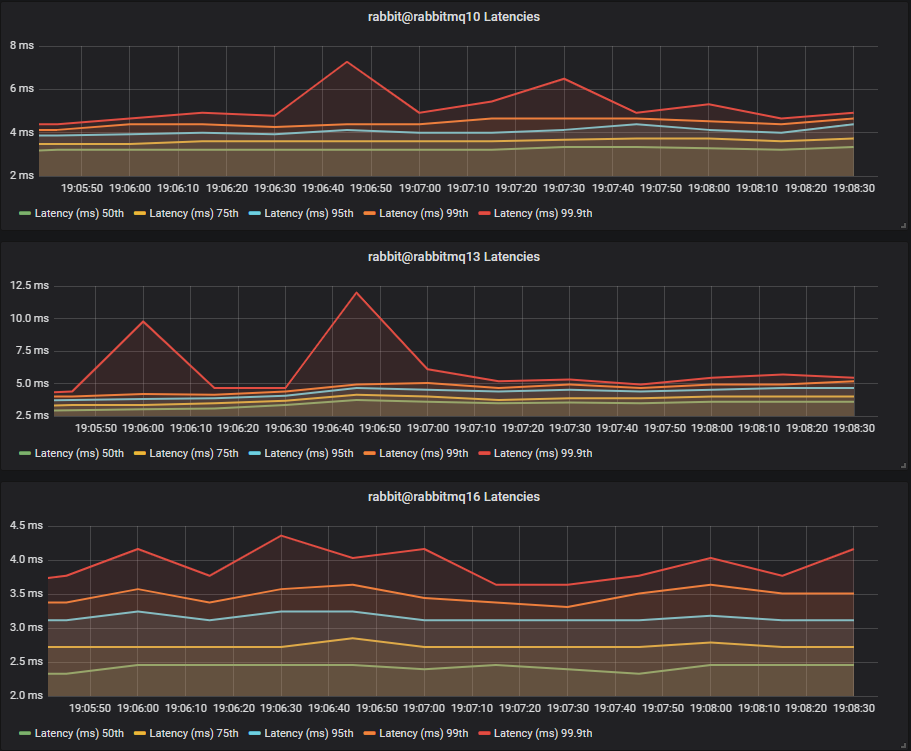 rabbit@rabbitmq10 Latencies
8 ms
6 ms
4 ms
2 ms
19:05:50 19:06:00 19:06:10 19:06:20 19:06:30 19:06:40 19:06:50 19:07:00 19:07:10 19:07:20 19:07:30 19:07:40 19:07:50 19:08:00 19:08:10 19:08:20 19:08:30
Latency (ms) 50th Latency (ms) 75th Latency (ms) 95th Latency (ms) 99th Latency (ms) 99.9th
rabbit@rabbitmq13 Latencies
12.5 ms
10.0 ms
7.5 ms
5.0 ms
2.5 ms
19:05:50 19:06:00 19:06:10 19:06:20 19:06:30 19:06:40 19:06:50 19:07:00 19:07:10 19:07:20 19:07:30 19:07:40 19:07:50 19:08:00 19:08:10 19:08:20 19:08:30
Latency (ms) 50th Latency (ms) 75th Latency (ms) 95th Latency (ms) 99th Latency (ms) 99.9th
rabbit@rabbitmq16 Latencies
4.5 ms
4.0 ms
3.5 ms
3.0 ms
2.5 ms
2.0 ms
19:05:50 19:06:00 19:06:10 19:06:20 19:06:30 19:06:40 19:06:50 19:07:00 19:07:10 19:07:20 19:07:30 19:07:40 19:07:50 19:08:00 19:08:10 19:08:20 19:08:30
Latency (ms) 50th Latency (ms) 75th Latency (ms) 95th Latency (ms) 99th Latency (ms) 99.9th